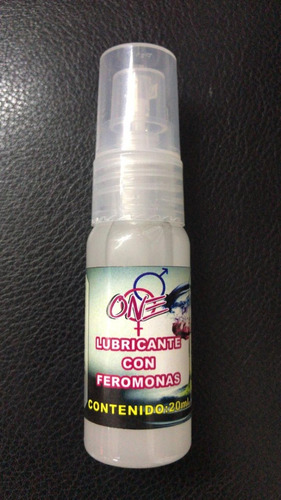 ONE
LUBRICANTE
CON
FEROMONAS
CONTENIDO:20ml